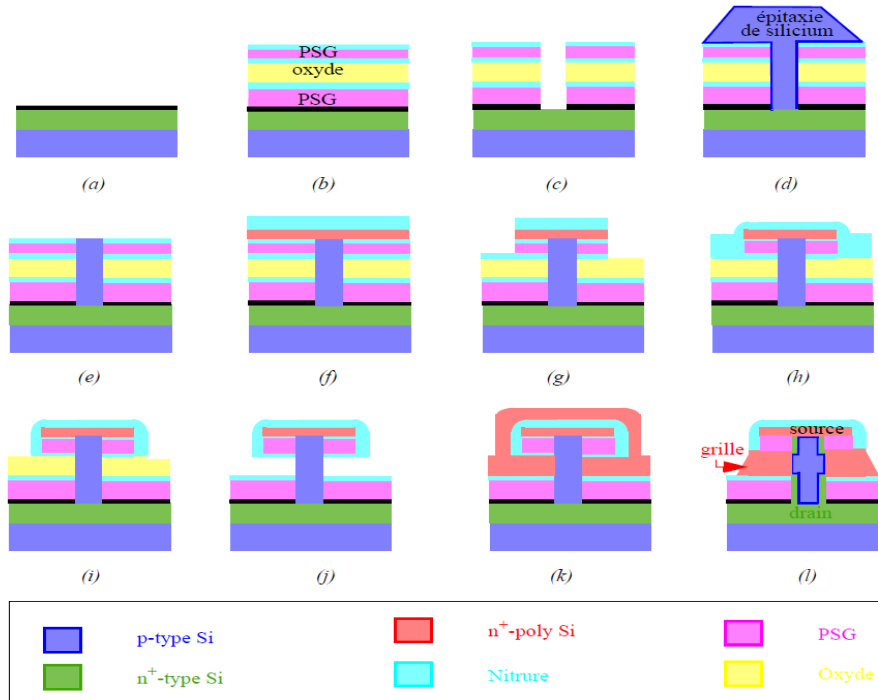 PSG
oxyde
PSG
épitaxie
de silicium
(a)
(b)
(c)
(d)
(e)
(f)
(g)
(h)
source
grille
drain
(i)
(j)
(k)
(l)
p-type Si
n+-poly Si
PSG
n+-type Si
Nitrure
Oxyde